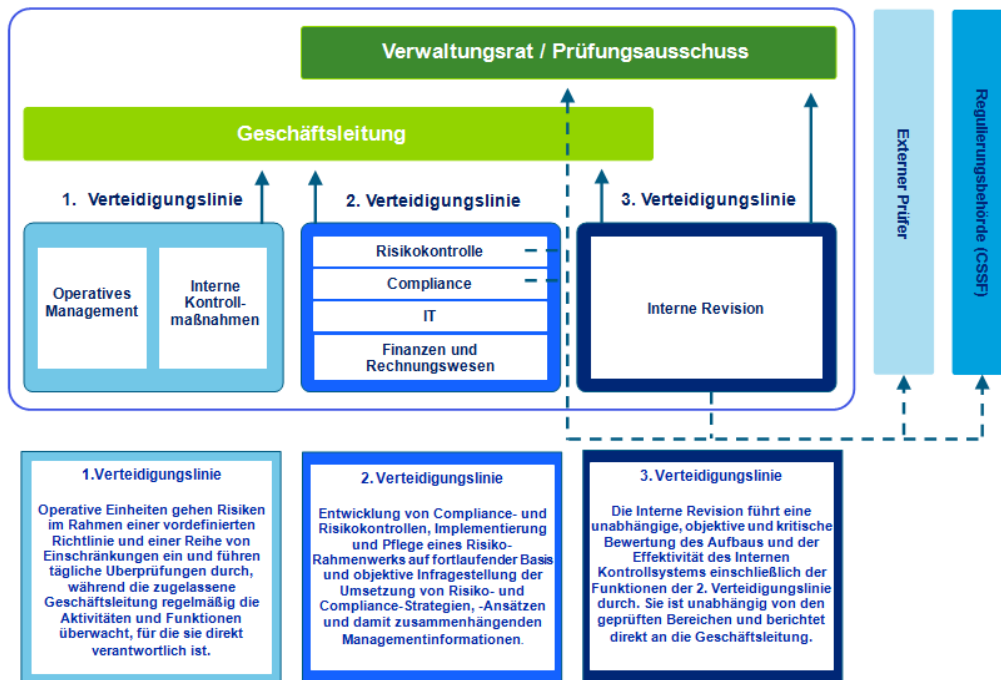 Verwaltungsrat / Prüfungsausschuss
Geschäftsleitung
1. Verteidigungslinie
2. Verteidigungslinie
3. Verteidigungslinie
Operatives
Management
Interne
Kontroll-
maßnahmen
Risikokontrolle
Compliance
IT
Finanzen und
Rechnungswesen
Interne Revision
Externer Prüfer
Regulierungsbehörde (CSSF)
1.Verteidigungslinie
Operative Einheiten gehen Risiken
im Rahmen einer vordefinierten
Richtlinie und einer Reihe von
Einschränkungen ein und führen
tägliche Uberprüfungen durch,
während die zugelassene
Geschäftsleitung regelmäßig die
Aktivitäten und Funktionen
überwacht, für die sie direkt
verantwortlich ist.
2.Verteidigungslinie
Entwicklung von Compliance- und
Risikokontrollen, Implementierung
und Pflege eines Risiko-
Rahmenwerks auf fortlaufender Basis
und objektive Infragestellung der
Umsetzung von Risiko- und
Compliance-Strategien, -Ansätzen
und damit zusammenhängenden
Managementinformationen.
3.Verteidigungslinie
Die Interne Revision führt eine
unabhängige, objektive und kritische
Bewertung des Aufbaus und der
Effektivität des Internen
Kontrollsystems einschließlich der
Funktionen der 2. Verteidigungslinie
durch. Sie ist unabhängig von den
geprüften Bereichen und berichtet
direkt an die Geschäftsleitung.